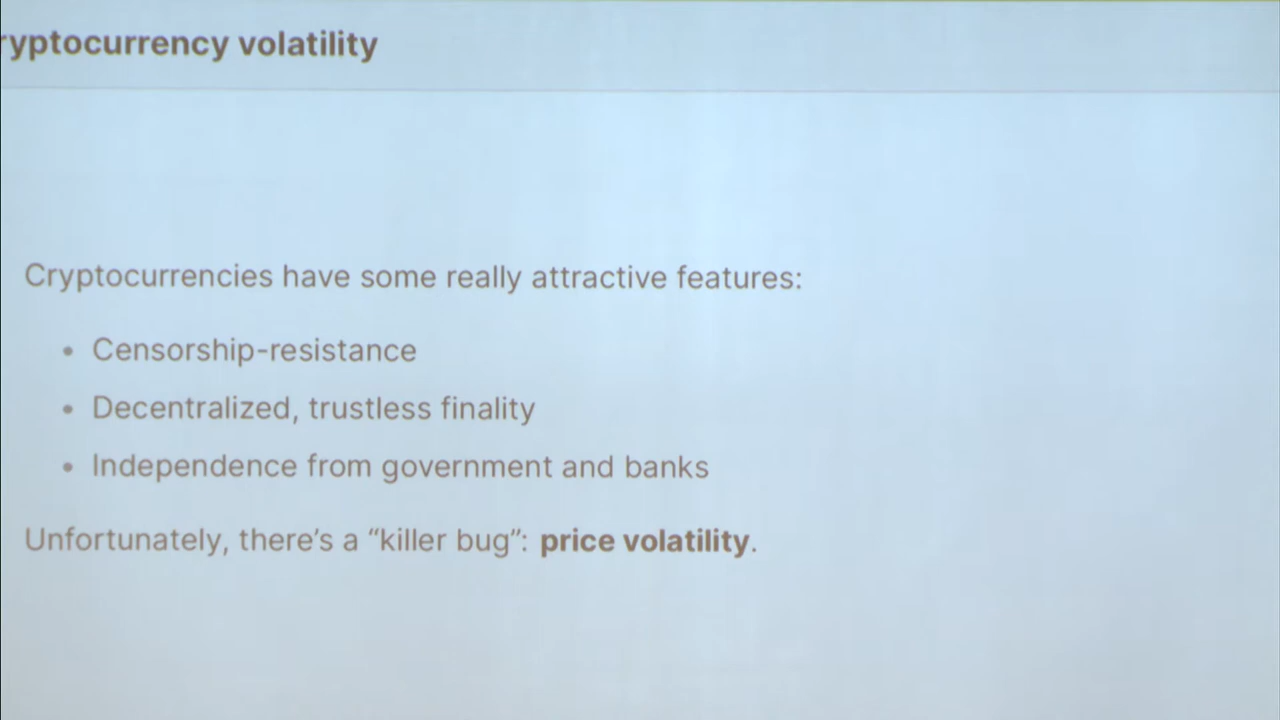 ryptocurrency volatility
Cryptocurrencies have some really attractive features:
• Censorship-resistance
• Decentralized, trustless finality
• Independence from government and banks
Unfortunately, there's a “killer bug”: price volatility.